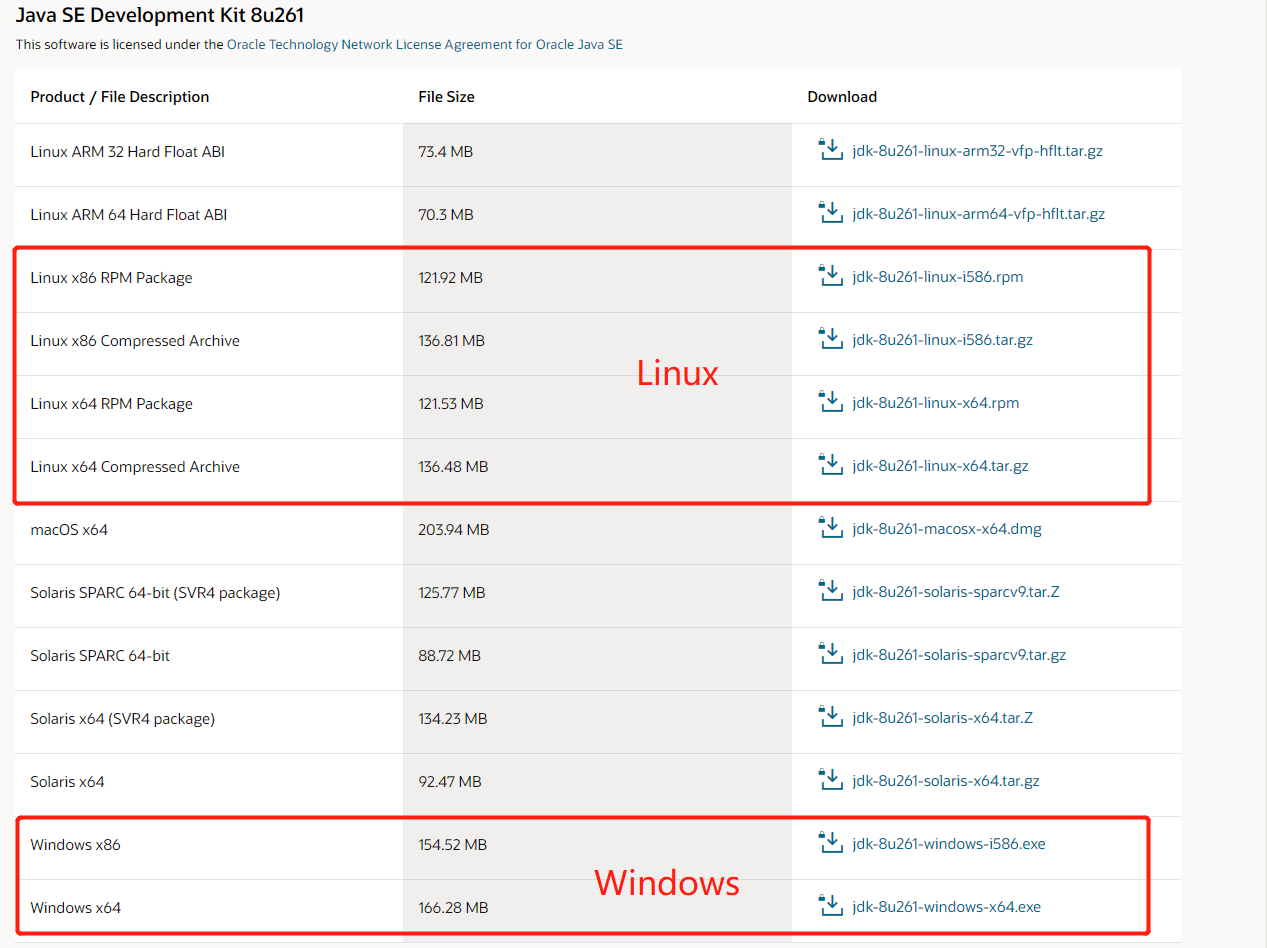 Java SE Development Kit 8u261
This software is licensed under the Oracle Technology Network License Agreement for Oracle Java SE
Product / File Description File Size Download
Linux ARM 32 Hard Float ABI 73.4 MB jdk-8u261-linux-arm32-vfp-hflt.tar.gz
Linux ARM 64 Hard Float ABI 70.3 MB jdk-8u261-linux-arm64-vfp-hflt.tar.gz
Linux x86 RPM Package 121.92 MB jdk-8u261-linux-i586.rpm
Linux x86 Compressed Archive 136.81 MB jdk-8u261-linux-i586.tar.gz
Linux
Linux x64 RPM Package 121.53 MB jdk-8u261-linux-x64.rpm
Linux x64 Compressed Archive 136.48 MB jdk-8u261-linux-x64.tar.gz
macOS x64 203.94 MB jdk-8u261-macosx-x64.dmg
Solaris SPARC 64-bit (SVR4 package) 125.77 MB jdk-8u261-solaris-sparcv9.tar.Z
Solaris SPARC 64-bit 88.72 MB jdk-8u261-solaris-sparcv9.tar.gz
Solaris x64 (SVR4 package) 134.23 MB jdk-8u261-solaris-x64.tar.Z
Solaris x64 92.47 MB jdk-8u261-solaris-x64.tar.gz
Windows x86 154.52 MB jdk-8u261-windows-i586.exe
Windows
Windows x64 166.28 MB jdk-8u261-windows-x64.exe